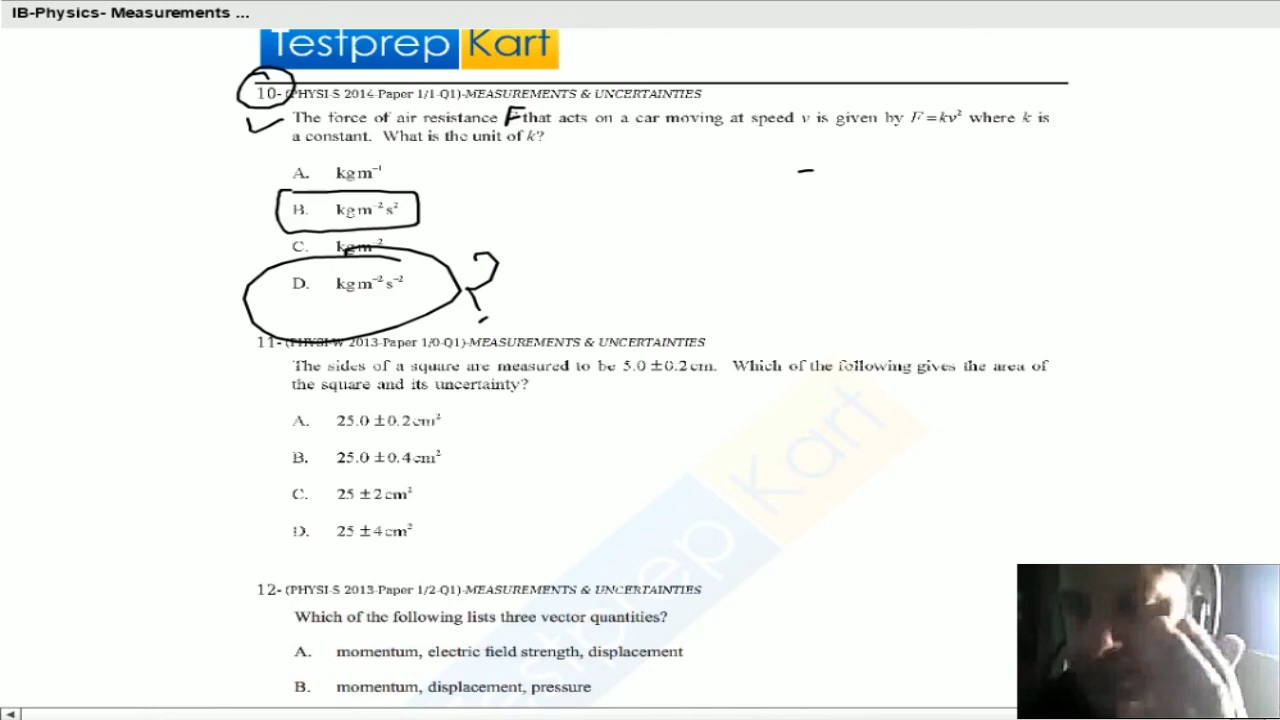 IB-Physics- Measurements ...
Testprep Kart
10- (PHYSI-S 2014-Paper 1/1-Q1)-MEASUREMENTS & UNCERTAINTIES
The force of air resistance F that acts on a car moving at speed v is given by F=kv² where k is
a constant. What is the unit of k?
A. kg m⁻¹
B. kg m⁻² s²
C. kg m⁻²
D. kg m⁻² s⁻²
?
11- (PHYSI-W 2013-Paper 1/0-Q1)-MEASUREMENTS & UNCERTAINTIES
The sides of a square are measured to be 5.0 ±0.2 cm. Which of the following gives the area of
the square and its uncertainty?
A. 25.0 ±0.2 cm²
B. 25.0 ±0.4 cm²
C. 25 ±2 cm²
D. 25 ±4 cm²
12- (PHYSI-S 2013-Paper 1/2-Q1)-MEASUREMENTS & UNCERTAINTIES
Which of the following lists three vector quantities?
A. momentum, electric field strength, displacement
B. momentum, displacement, pressure
Testprep Kart